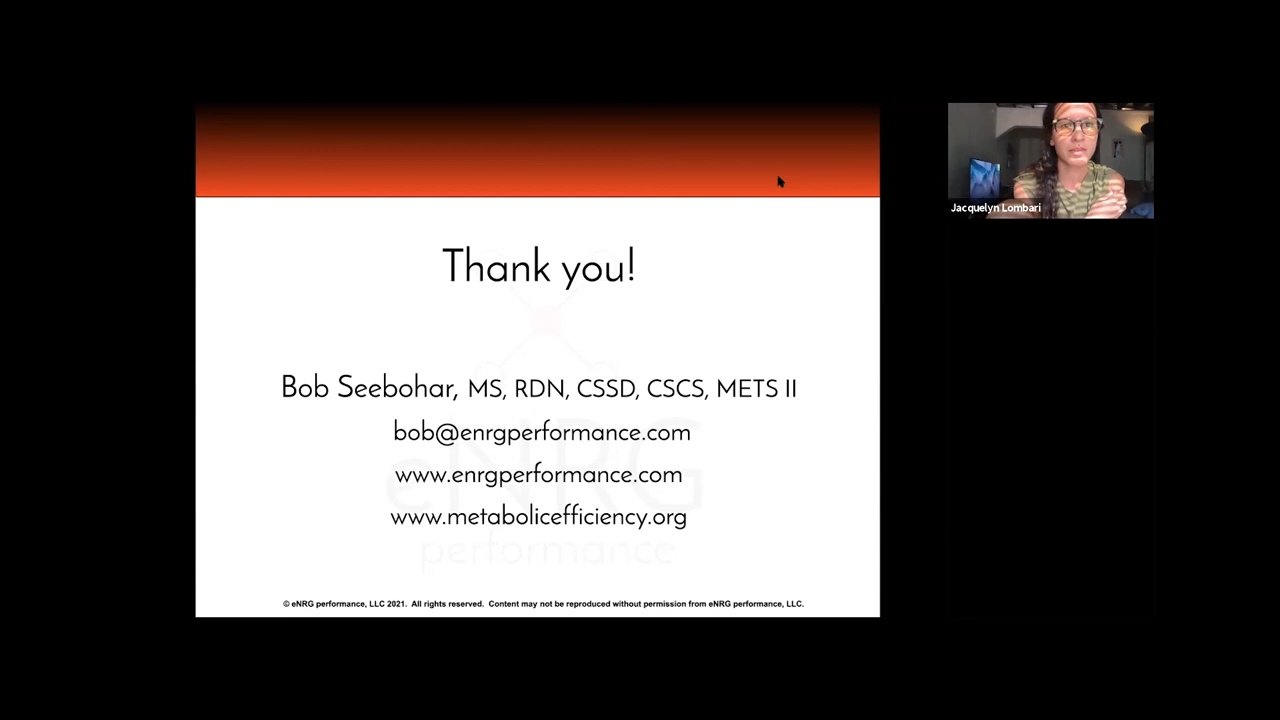 Thank you!
Bob Seebohar, MS, RDN, CSSD, CSCS, METS II
bob@enrgperformance.com
www.enrgperformance.com
www.metabolicefficiency.org
eNRG
performance
© eNRG performance, LLC 2021. All rights reserved. Content may not be reproduced without permission from eNRG performance, LLC.
Jacquelyn Lombari